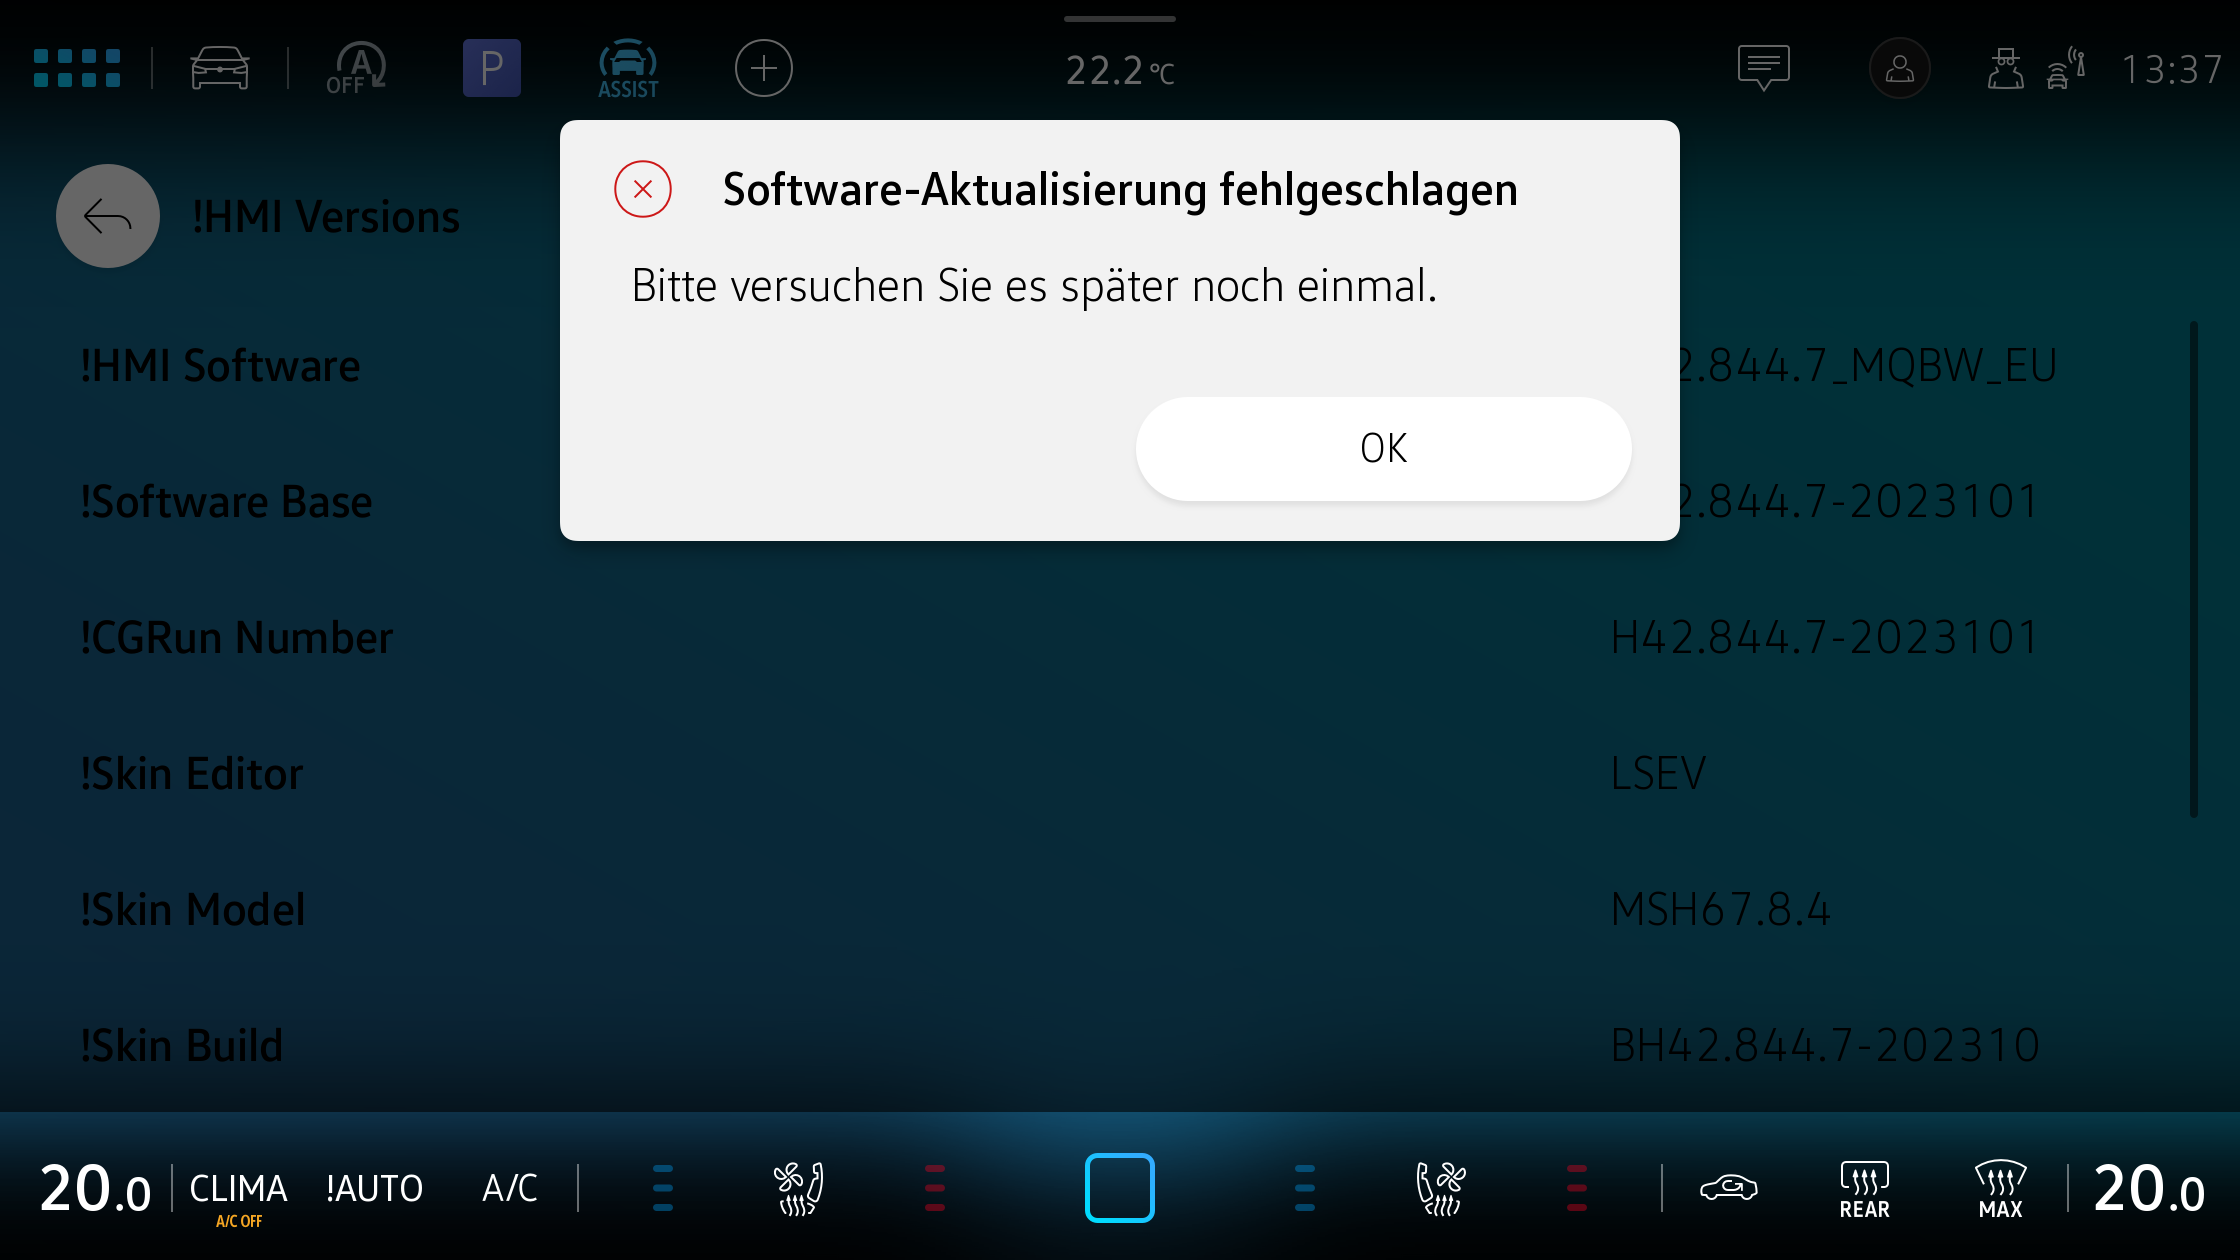 A
OFF
P
ASSIST
22.2 °C
13:37
Software-Aktualisierung fehlgeschlagen
Bitte versuchen Sie es später noch einmal.
OK
!HMI Versions
!HMI Software
2.844.7_MQBW_EU
!Software Base
2.844.7-2023101
!CGRun Number
H42.844.7-2023101
!Skin Editor
LSEV
!Skin Model
MSH67.8.4
!Skin Build
BH42.844.7-202310
20.0
CLIMA
A/C OFF
!AUTO
A/C
REAR
MAX
20.0